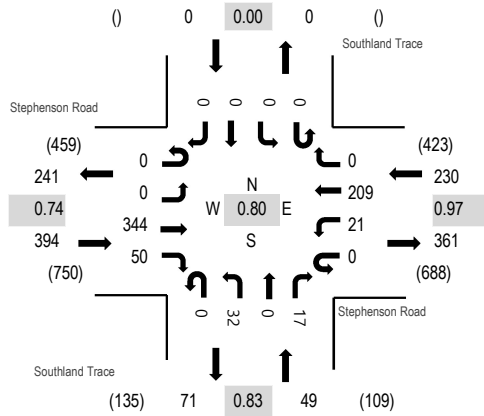 () 0 0.00 0 ()
Southland Trace
Stephenson Road
0 0 0 0
(459) (423)
0 0
241 230
N
0 209
0.74 W 0.80 E 0.97
344 21
394 S 361
50 0
(750) (688)
0 32 0 17
Stephenson Road
Southland Trace
(135) 71 0.83 49 (109)